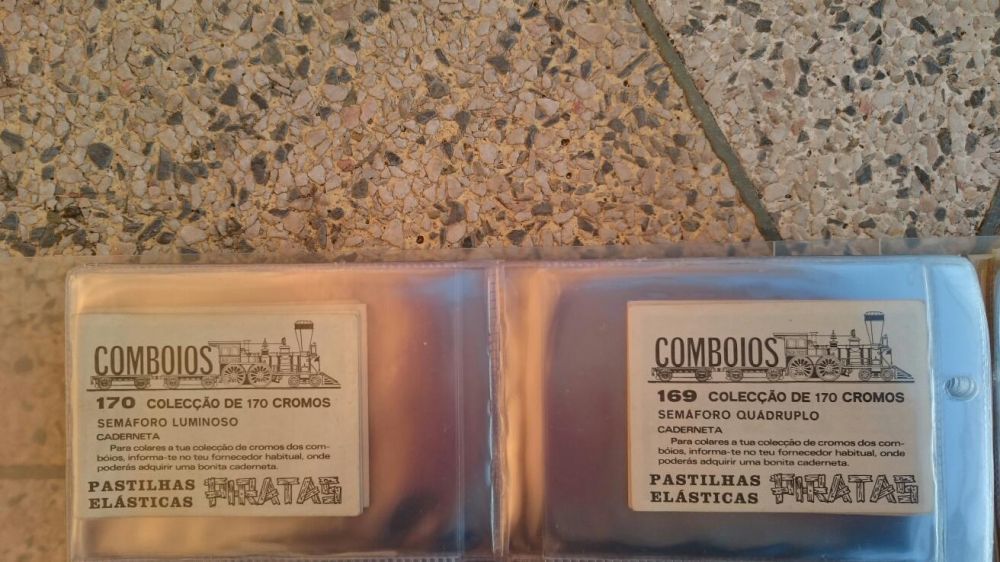 COMBOIOS
170 COLECÇÃO DE 170 CROMOS
SEMÁFORO LUMINOSO
CADERNETA
Para colares a tua colecção de cromos dos com-
bóios, informa-te no teu fornecedor habitual, onde
poderás adquirir uma bonita caderneta.
PASTILHAS
ELÁSTICAS
PIRATAS
COMBOIOS
169 COLECÇÃO DE 170 CROMOS
SEMÁFORO QUÁDRUPLO
CADERNETA
Para colares a tua colecção de cromos dos com-
bóios, informa-te no teu fornecedor habitual, onde
poderás adquirir uma bonita caderneta.
PASTILHAS
ELÁSTICAS
PIRATAS